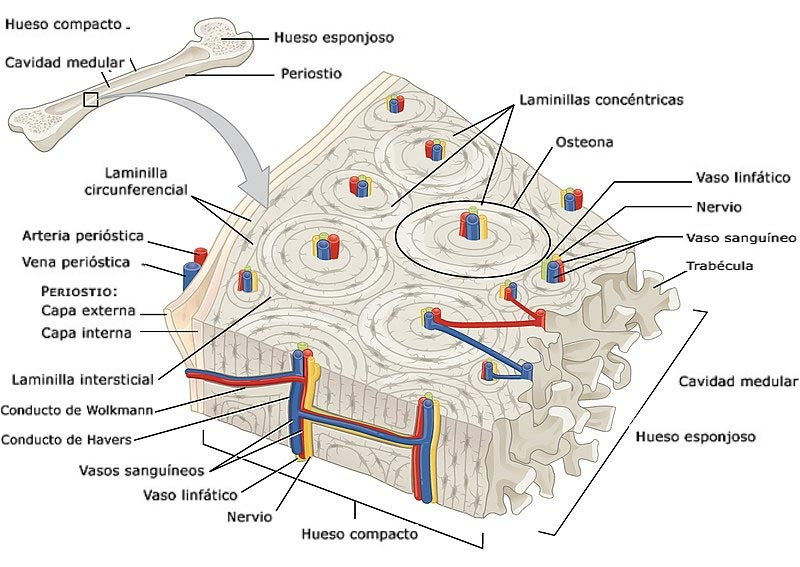 Hueso compacto
Hueso esponjoso
Cavidad medular
Periostio
Laminillas concéntricas
Osteona
Laminilla
circunferencial
Vaso linfático
Nervio
Arteria perióstica
Vaso sanguíneo
Vena perióstica
Trabécula
PERIOSTIO:
Capa externa
Capa interna
Laminilla intersticial
Cavidad medular
Conducto de Wolkmann
Conducto de Havers
Hueso esponjoso
Vasos sanguíneos
Vaso linfático
Nervio
Hueso compacto